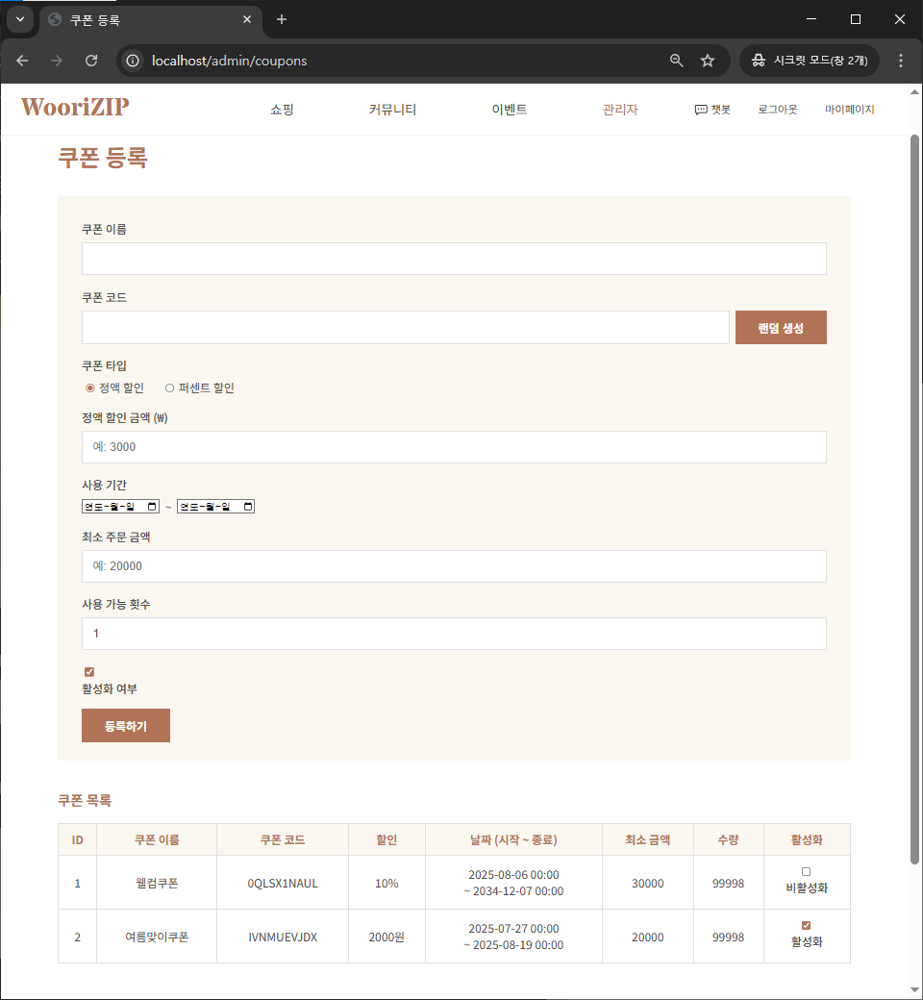 쿠폰 등록
localhost/admin/coupons
시크릿 모드(창 2개)
WooriZIP
쇼핑
커뮤니티
이벤트
관리자
챗봇
로그아웃
마이페이지
쿠폰 등록
쿠폰 이름
쿠폰 코드
랜덤 생성
쿠폰 타입
정액 할인
퍼센트 할인
정액 할인 금액 (₩)
예: 3000
사용 기간
연도-월-일 ~ 연도-월-일
최소 주문 금액
예: 20000
사용 가능 횟수
1
활성화 여부
등록하기
쿠폰 목록
ID 쿠폰 이름 쿠폰 코드 할인 날짜 (시작 ~ 종료) 최소 금액 수량 활성화
1 웰컴쿠폰 0QLSX1NAUL 10% 2025-08-06 00:00 30000 99998
~ 2034-12-07 00:00 비활성화
2 여름맞이쿠폰 IVNMUEVJDX 2000원 2025-07-27 00:00 20000 99998
~ 2025-08-19 00:00 활성화